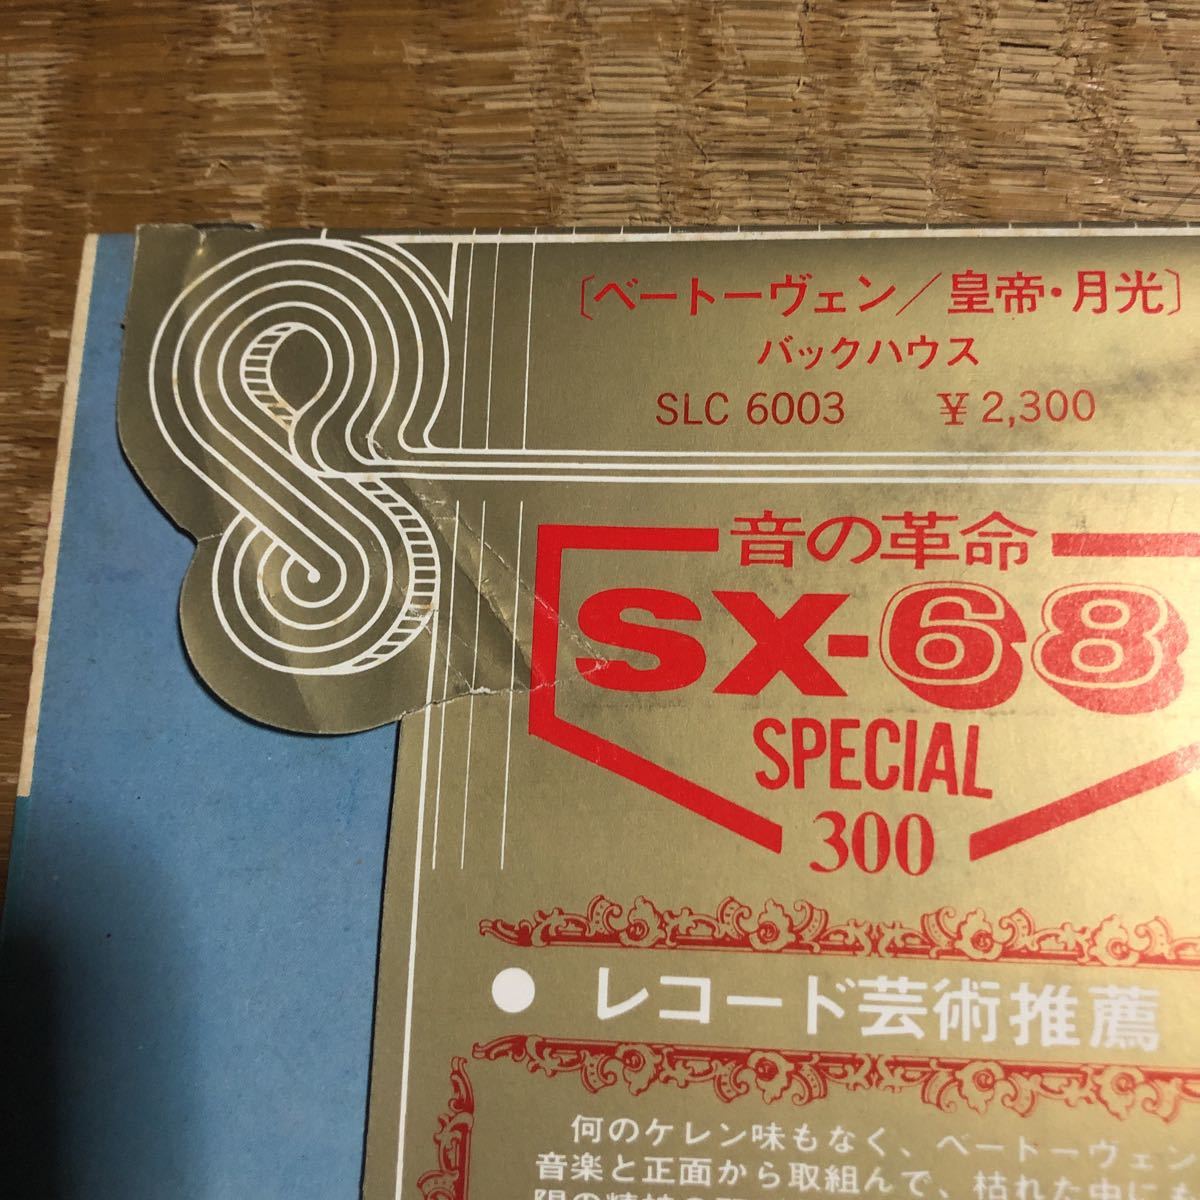 〔ベートーヴェン／皇帝・月光〕
バックハウス
SLC 6003　￥2,300
音の革命
SX-68
SPECIAL
300
● レコード芸術推薦
何のケレン味もなく、ベートーヴェン
音楽と正面から取組んで、枯れた中にも